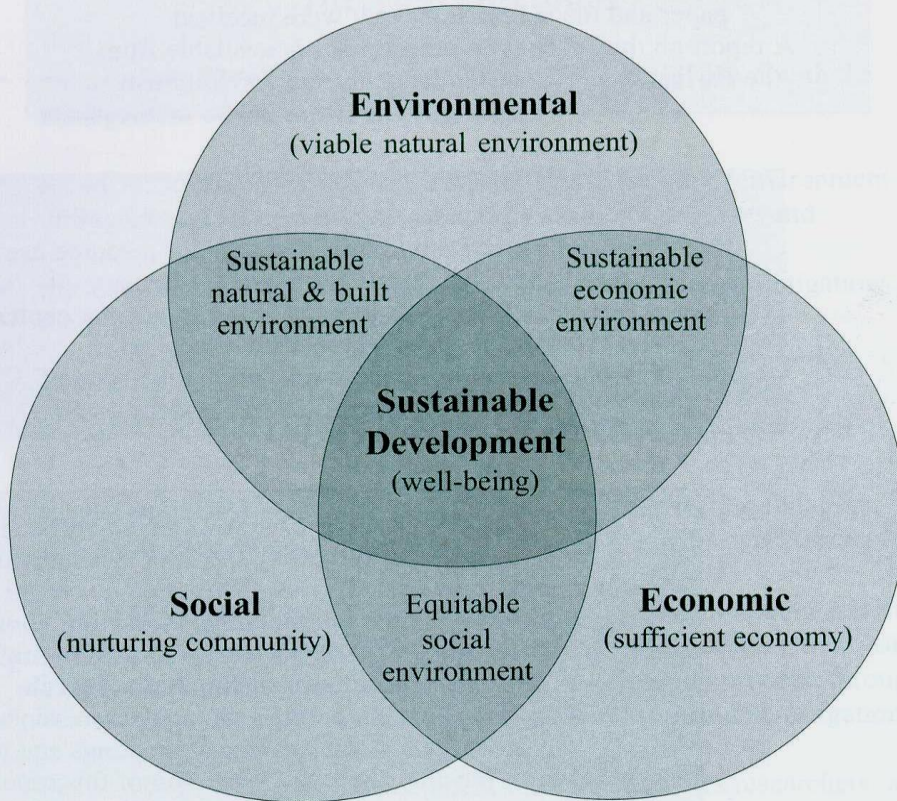 Environmental
(viable natural environment)
Sustainable
natural & built
environment
Sustainable
economic
environment
Sustainable
Development
(well-being)
Social
(nurturing community)
Equitable
social
environment
Economic
(sufficient economy)